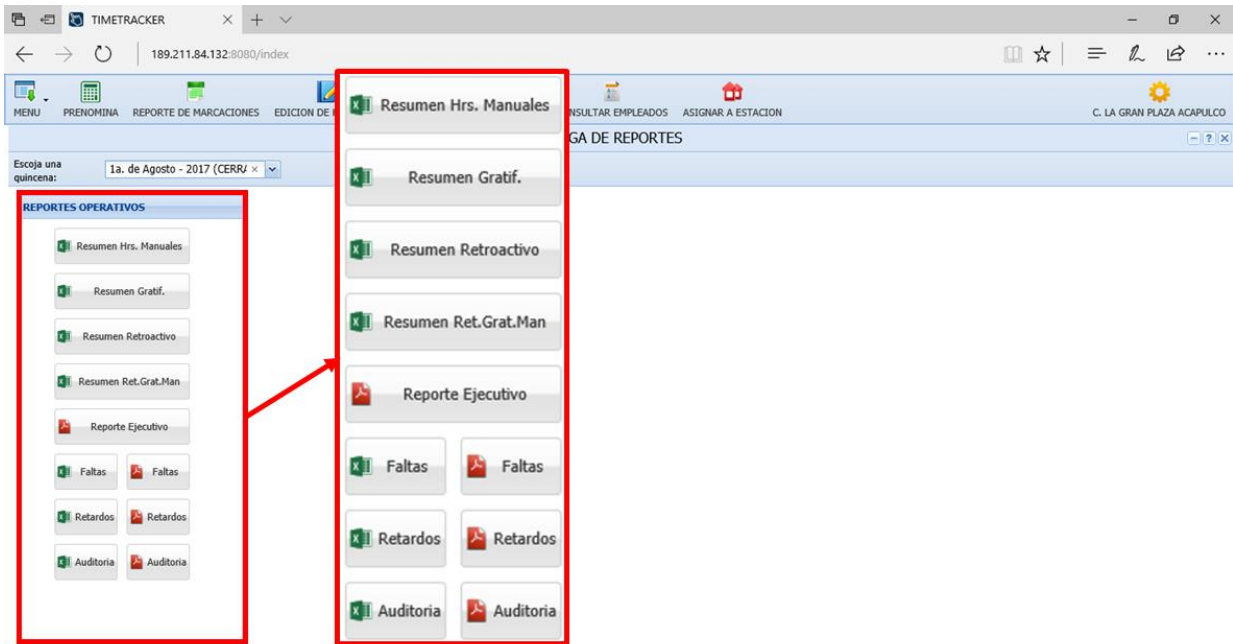 TIMETRACKER
189.211.84.132:8080/index
MENU PRENOMINA REPORTE DE MARCACIONES EDICION DE NSULTAR EMPLEADOS ASIGNAR A ESTACION C. LA GRAN PLAZA ACAPULCO
GA DE REPORTES
Escoja una
quincena:
1a. de Agosto - 2017 (CERR
REPORTES OPERATIVOS
Resumen Hrs. Manuales
Resumen Gratif.
Resumen Retroactivo
Resumen Ret.Grat.Man
Reporte Ejecutivo
Faltas Faltas
Retardos Retardos
Auditoria Auditoria
Resumen Hrs. Manuales
Resumen Gratif.
Resumen Retroactivo
Resumen Ret.Grat.Man
Reporte Ejecutivo
Faltas Faltas
Retardos Retardos
Auditoria Auditoria